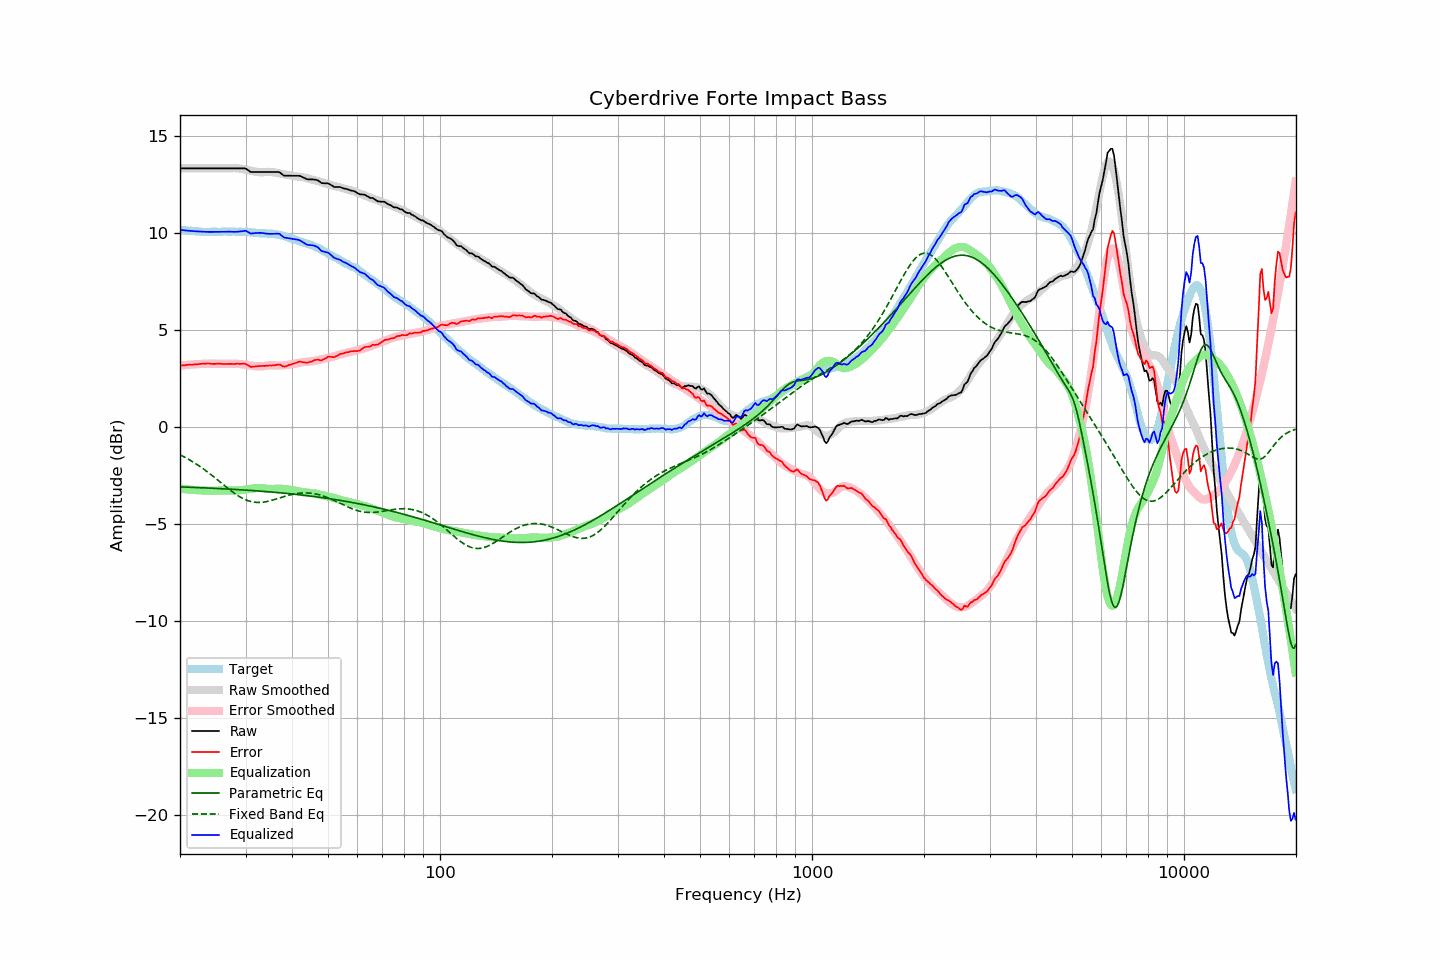 Cyberdrive Forte Impact Bass
Amplitude (dBr)
15
10
5
0
−5
−10
−15
−20
Target
Raw Smoothed
Error Smoothed
Raw
Error
Equalization
Parametric Eq
Fixed Band Eq
Equalized
100
1000
10000
Frequency (Hz)